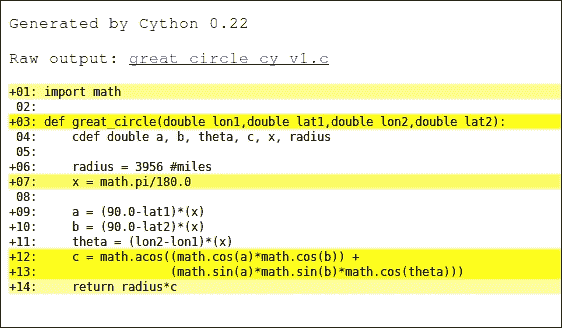 Generated by Cython 0.22
Raw output: great_circle_cy_v1.c
+01: import math
02:
+03: def great_circle(double lon1,double lat1,double lon2,double lat2):
04:     cdef double a, b, theta, c, x, radius
05:
+06:     radius = 3956 #miles
+07:     x = math.pi/180.0
08:
+09:     a = (90.0-lat1)*(x)
+10:     b = (90.0-lat2)*(x)
+11:     theta = (lon2-lon1)*(x)
+12:     c = math.acos((math.cos(a)*math.cos(b)) +
+13:                   (math.sin(a)*math.sin(b)*math.cos(theta)))
+14:     return radius*c